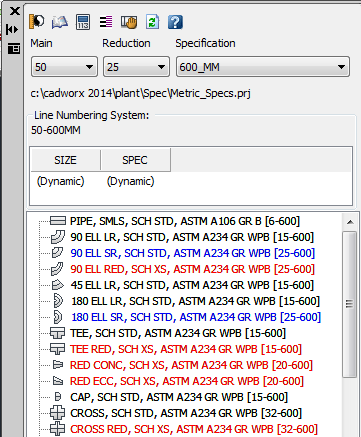 Main Reduction Specification
50 25 600_MM
c:\cadworx 2014\plant\Spec\Metric_Specs.prj
Line Numbering System:
50-600MM
SIZE SPEC
(Dynamic) (Dynamic)
PIPE, SMLS, SCH STD, ASTM A106 GR B [6-600]
90 ELL LR, SCH STD, ASTM A234 GR WPB [15-600]
90 ELL SR, SCH STD, ASTM A234 GR WPB [25-600]
90 ELL RED, SCH XS, ASTM A234 GR WPB [25-600]
45 ELL LR, SCH STD, ASTM A234 GR WPB [15-600]
180 ELL LR, SCH STD, ASTM A234 GR WPB [15-600]
180 ELL SR, SCH STD, ASTM A234 GR WPB [25-600]
TEE, SCH STD, ASTM A234 GR WPB [15-600]
TEE RED, SCH XS, ASTM A234 GR WPB [15-600]
RED CONC, SCH XS, ASTM A234 GR WPB [20-600]
RED ECC, SCH XS, ASTM A234 GR WPB [20-600]
CAP, SCH STD, ASTM A234 GR WPB [15-600]
CROSS, SCH STD, ASTM A234 GR WPB [32-600]
CROSS RED, SCH XS, ASTM A234 GR WPB [32-600]